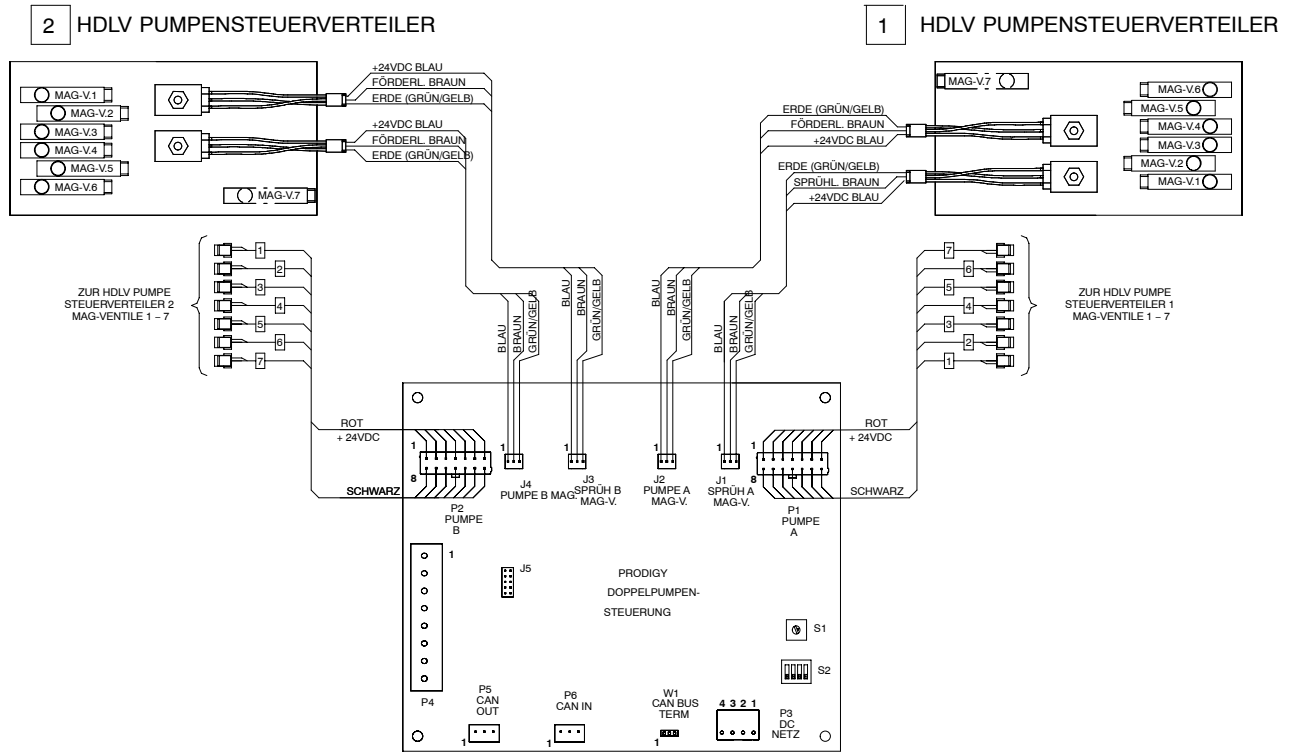 2 HDLV PUMPENSTEUERVERTEILER
1 HDLV PUMPENSTEUERVERTEILER
MAG-V.1
MAG-V.2
MAG-V.3
MAG-V.4
MAG-V.5
MAG-V.6
MAG-V.7
+24VDC BLAU
FÖRDERL. BRAUN
ERDE (GRÜN/GELB)
+24VDC BLAU
FÖRDERL. BRAUN
ERDE (GRÜN/GELB)
ERDE (GRÜN/GELB)
FÖRDERL. BRAUN
+24VDC BLAU
ERDE (GRÜN/GELB)
SPRÜHL. BRAUN
+24VDC BLAU
MAG-V.7
MAG-V.6
MAG-V.5
MAG-V.4
MAG-V.3
MAG-V.2
MAG-V.1
ZUR HDLV PUMPE
STEUERVERTEILER 2
MAG-VENTILE 1 – 7
1
2
3
4
5
6
7
BLAU
BRAUN
GRÜN/GELB
BLAU
BRAUN
GRÜN/GELB
BLAU
BRAUN
GRÜN/GELB
BLAU
BRAUN
GRÜN/GELB
7
6
5
4
3
2
1
ZUR HDLV PUMPE
STEUERVERTEILER 1
MAG-VENTILE 1 – 7
ROT
+ 24VDC
SCHWARZ
1
8
P2
PUMPE
B
1
J4
PUMPE B MAG.
1
J3
SPRÜH B
MAG-V.
1
J2
PUMPE A
MAG-V.
1
J1
SPRÜH A
MAG-V.
1
8
P1
PUMPE
A
ROT
+ 24VDC
SCHWARZ
1
P4
J5
PRODIGY
DOPPELPUMPEN-
STEUERUNG
S1
S2
P5
CAN
OUT
1
P6
CAN IN
1
W1
CAN BUS
TERM
1
4 3 2 1
P3
DC
NETZ